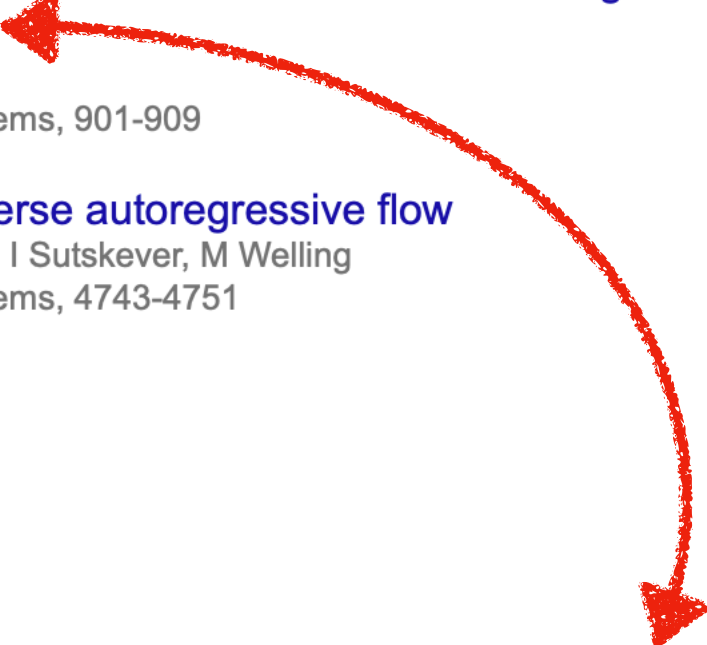 ems, 901-909
erse autoregressive flow
I Sutskever, M Welling
ems, 4743-4751